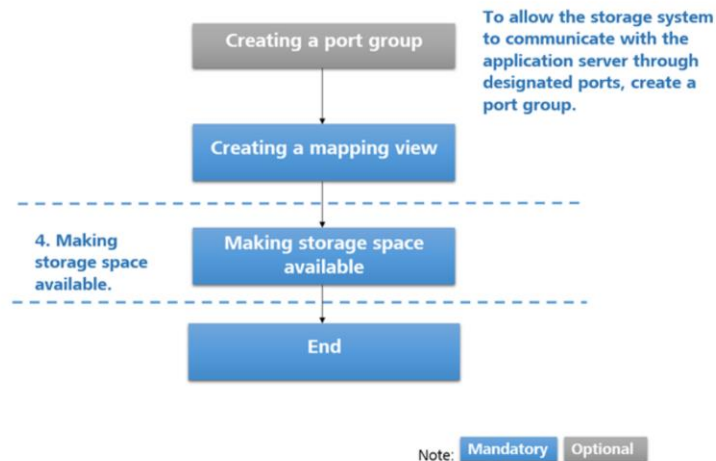 Creating a port group
To allow the storage system
to communicate with the
application server through
designated ports, create a
port group.
Creating a mapping view
4. Making
storage space
available.
Making storage space
available
End
Note: Mandatory Optional